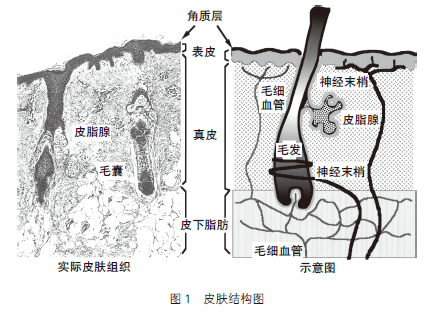 角质层
表皮
神经末梢
毛细
血管
皮脂腺
皮脂腺
真皮
毛发
毛囊
神经末梢
皮下脂肪
毛细血管
实际皮肤组织
示意图
图 1 皮肤结构图